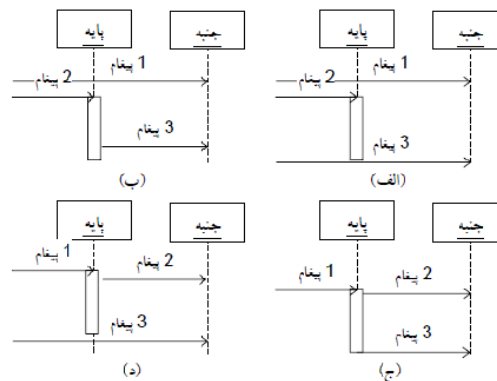 پایه
جنبه
پیغام 1
پیغام 2
پیغام 3
(الف)
پایه
جنبه
پیغام 1
پیغام 2
پیغام 3
(ب)
پایه
جنبه
پیغام 1
پیغام 2
پیغام 3
(ج)
پایه
جنبه
پیغام 1
پیغام 2
پیغام 3
(د)